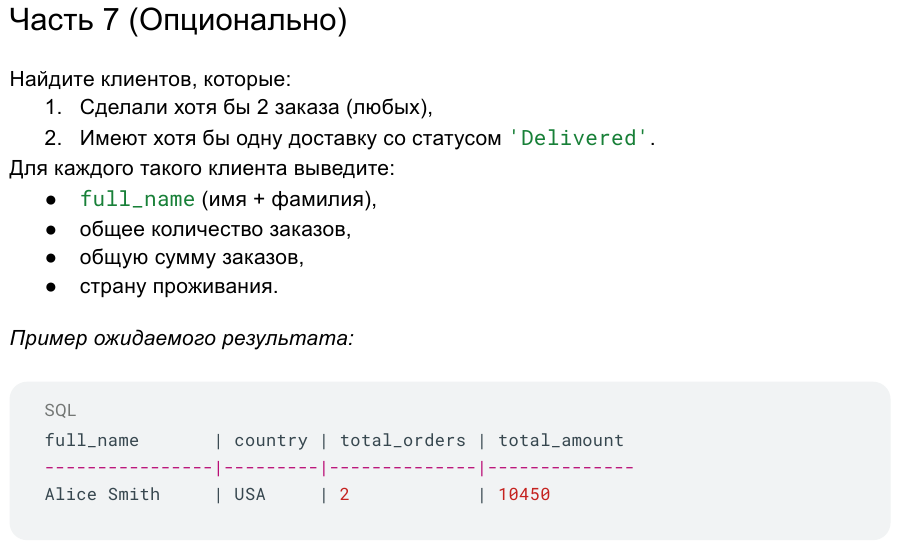 Часть 7 (Опционально)
Найдите клиентов, которые:
1. Сделали хотя бы 2 заказа (любых),
2. Имеют хотя бы одну доставку со статусом 'Delivered'.
Для каждого такого клиента выведите:
● full_name (имя + фамилия),
● общее количество заказов,
● общую сумму заказов,
● страну проживания.
Пример ожидаемого результата:
SQL
full_name       | country | total_orders | total_amount
----------------|---------|--------------|--------------
Alice Smith     | USA     | 2            | 10450